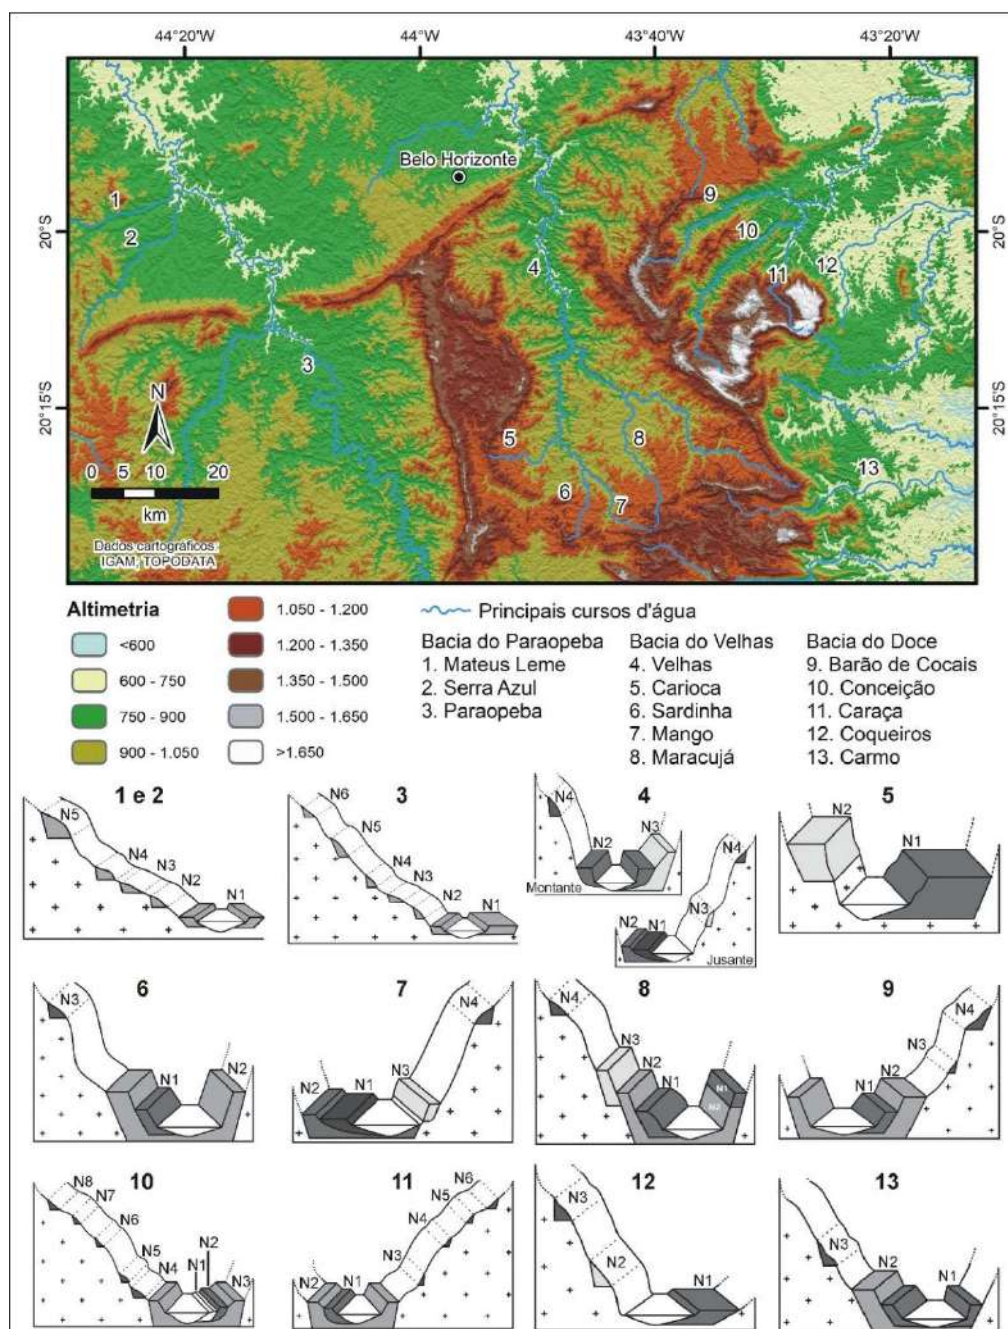 44°20'W 44°W 43°40'W 43°20'W
Belo Horizonte
20°S 20°S
20°15'S 20°15'S
1
2
3
4
5
6
7
8
9
10
11
12
13
N
0 5 10 20
km
Dados cartográficos:
IGAM; TOPODATA
Altimetria
<600
600 - 750
750 - 900
900 - 1.050
1.050 - 1.200
1.200 - 1.350
1.350 - 1.500
1.500 - 1.650
>1.650
Principais cursos d'água
Bacia do Paraopeba
1. Mateus Leme
2. Serra Azul
3. Paraopeba
Bacia do Velhas
4. Velhas
5. Carioca
6. Sardinha
7. Mango
8. Maracujá
Bacia do Doce
9. Barão de Cocais
10. Conceição
11. Caraça
12. Coqueiros
13. Carmo
1 e 2
N5 N4 N3 N2 N1
3
N6 N5 N4 N3 N2 N1
4
N4 N2 N3
Montante
N4 N3 N2 N1
Jusante
5
N2 N1
6
N3 N1 N2
7
N4 N3 N2 N1
8
N4 N3 N2 N1 N1 N2
9
N4 N3 N2 N1
10
N8 N7 N6 N5 N4 N1 N2 N3
11
N6 N5 N4 N3 N2 N1
12
N3 N2 N1
13
N3 N2 N1